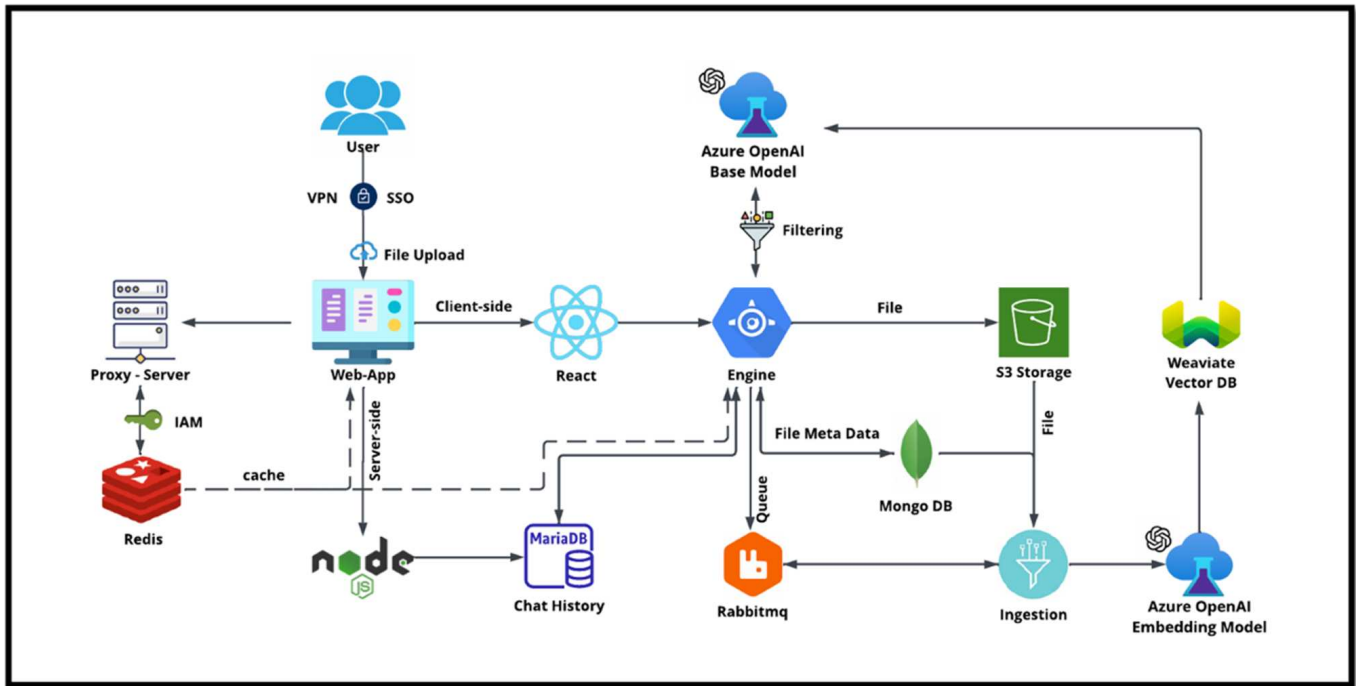 User
Azure OpenAI
Base Model
VPN
SSO
File Upload
Filtering
Client-side
File
Proxy - Server
Web-App
React
Engine
S3 Storage
Weaviate
Vector DB
IAM
Server-side
File Meta Data
File
cache
Queue
Mongo DB
Redis
node
JS
MariaDB
Chat History
Rabbitmq
Ingestion
Azure OpenAI
Embedding Model